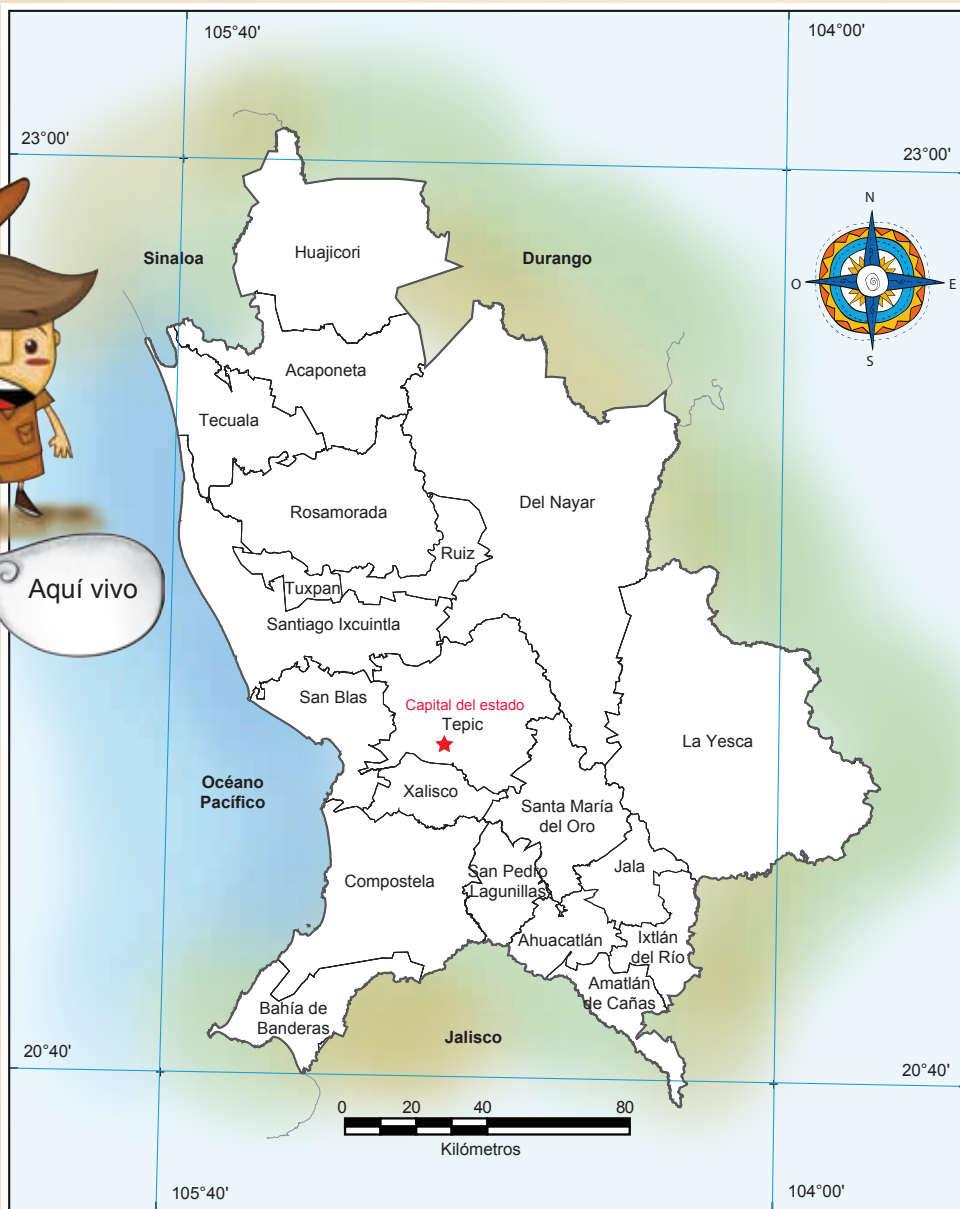 105°40'
104°00'
23°00'
23°00'
N
O
E
S
Sinaloa
Durango
Huajicori
Acaponeta
Tecuala
Del Nayar
Rosamorada
Ruiz
Aquí vivo
Tuxpan
Santiago Ixcuintla
San Blas
Capital del estado
Tepic
La Yesca
Océano
Pacífico
Xalisco
Santa María
del Oro
Compostela
San Pedro
Lagunillas
Jala
Ahuacatlán
Ixtlán
del Río
Amatlán
de Cañas
Bahía de
Banderas
Jalisco
20°40'
20°40'
0 20 40 80
Kilómetros
105°40'
104°00'